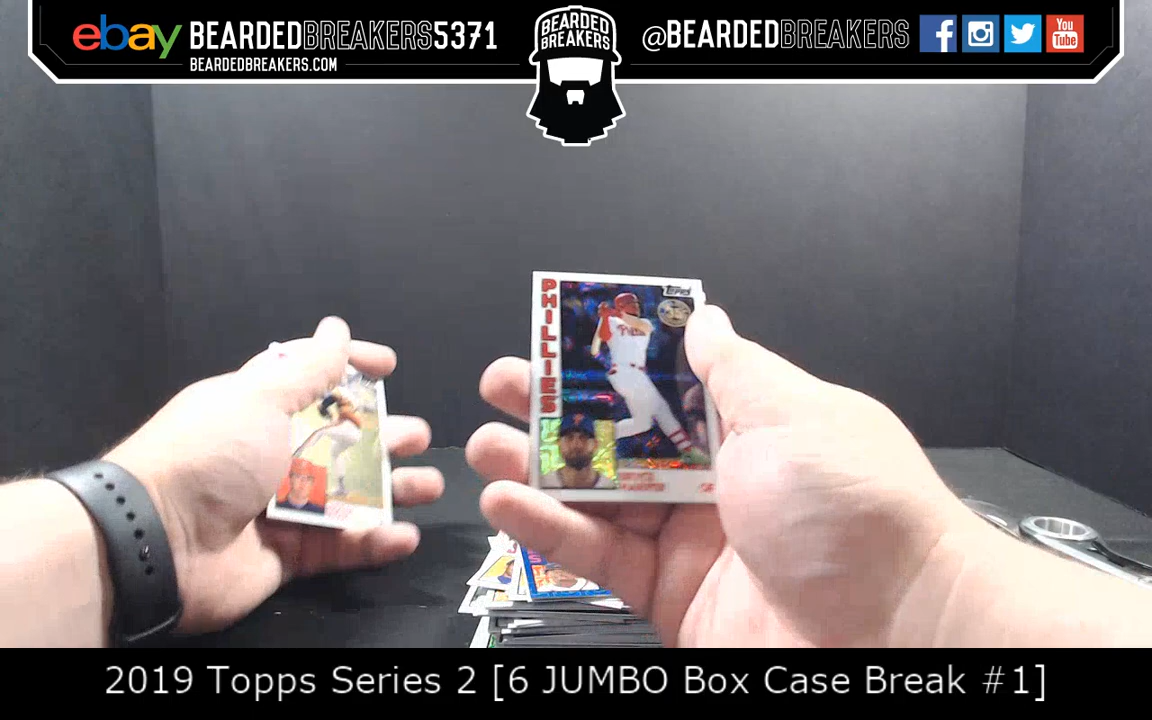 ebay BEARDEDBREAKERS5371
BEARDEDBREAKERS.COM
BEARDED
BREAKERS
@BEARDEDBREAKERS
You
Tube
PHILLIES
Topps
Phillies
2019 Topps Series 2 [6 JUMBO Box Case Break #1]